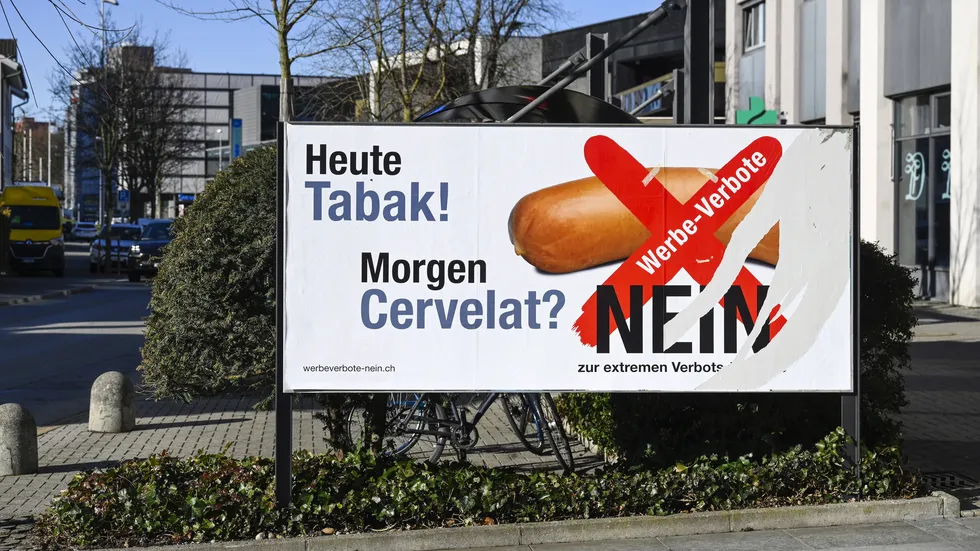 Heute
Tabak!
Morgen
Cervelat?
Werbe-Verbote
NEIN
zur extremen Verbots-
werbeverbote-nein.ch